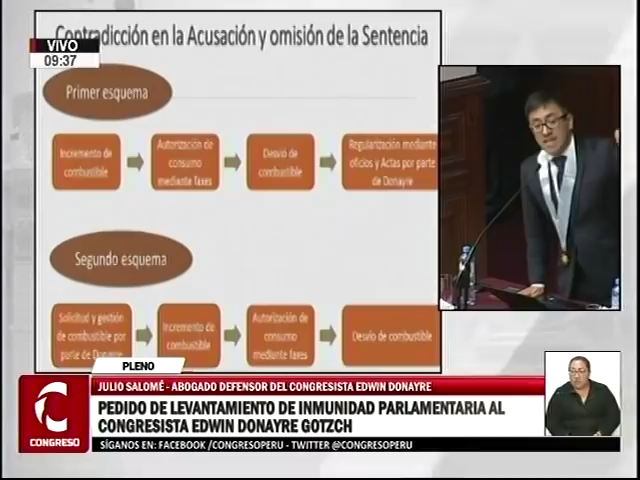 Contradicción en la Acusación y omisión de la Sentencia
VIVO
09:37
Primer esquema
Incremento de
combustible
Autorización de
consumo
mediante faxes
Desvío de
combustible
Regularización mediante
oficios y Actas por parte
de Donayre
Segundo esquema
Solicitud y gestión
de combustible por
parte de Donayre
Incremento de
combustible
Autorización de
consumo
mediante faxes
Desvío de combustible
PLENO
JULIO SALOMÉ - ABOGADO DEFENSOR DEL CONGRESISTA EDWIN DONAYRE
PEDIDO DE LEVANTAMIENTO DE INMUNIDAD PARLAMENTARIA AL
CONGRESISTA EDWIN DONAYRE GOTZCH
CONGRESO
SÍGANOS EN: FACEBOOK /CONGRESOPERU - TWITTER @CONGRESOPERU